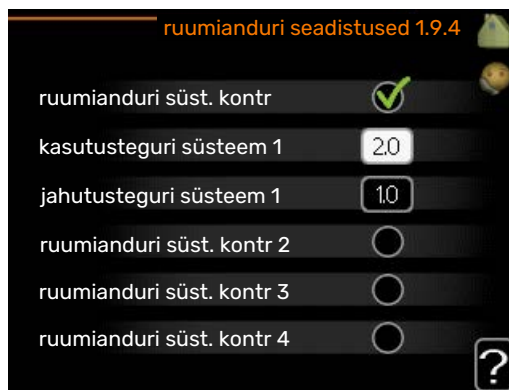 ruumianduri seadistused 1.9.4
ruumianduri süst. kontr
kasutusteguri süsteem 1 2.0
jahutusteguri süsteem 1 1.0
ruumianduri süst. kontr 2
ruumianduri süst. kontr 3
ruumianduri süst. kontr 4
?